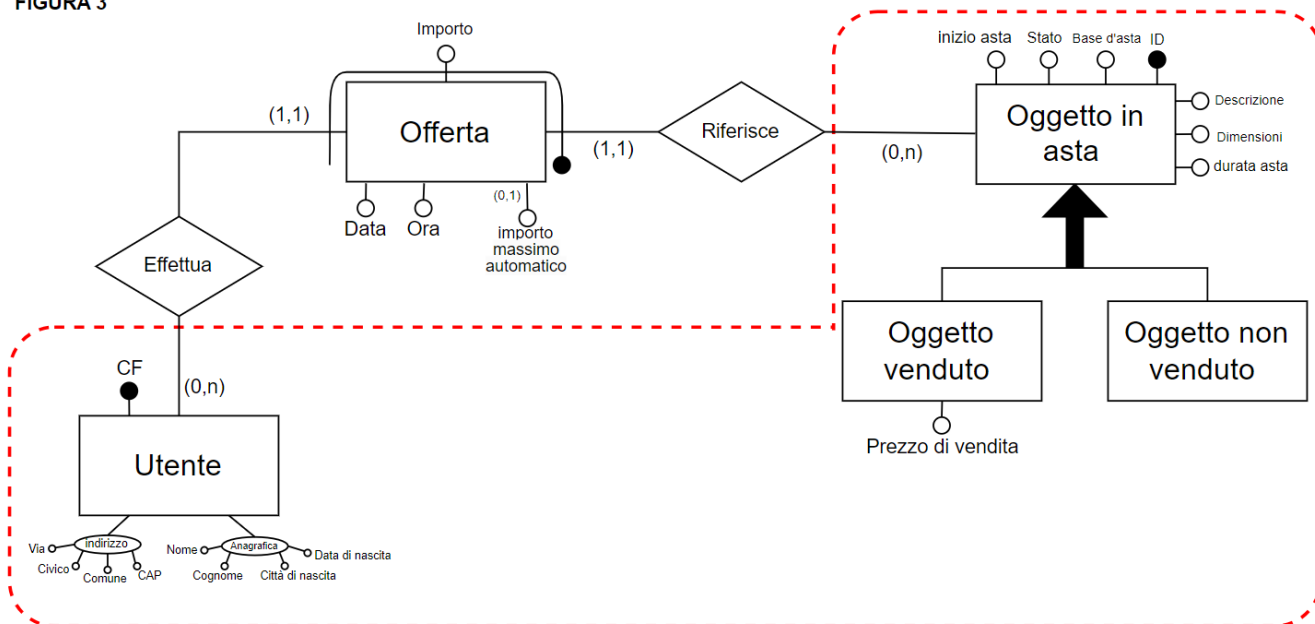 FIGURA 3
Importo
inizio asta
Stato
Base d'asta
ID
(1,1)
Offerta
(1,1)
Riferisce
(0,n)
Oggetto in
asta
Descrizione
Dimensioni
durata asta
(0,1)
Data
Ora
importo
massimo
automatico
Effettua
Oggetto
venduto
Oggetto non
venduto
CF
(0,n)
Prezzo di vendita
Utente
indirizzo
Via
Civico
Comune
CAP
Anagrafica
Nome
Cognome
Città di nascita
Data di nascita